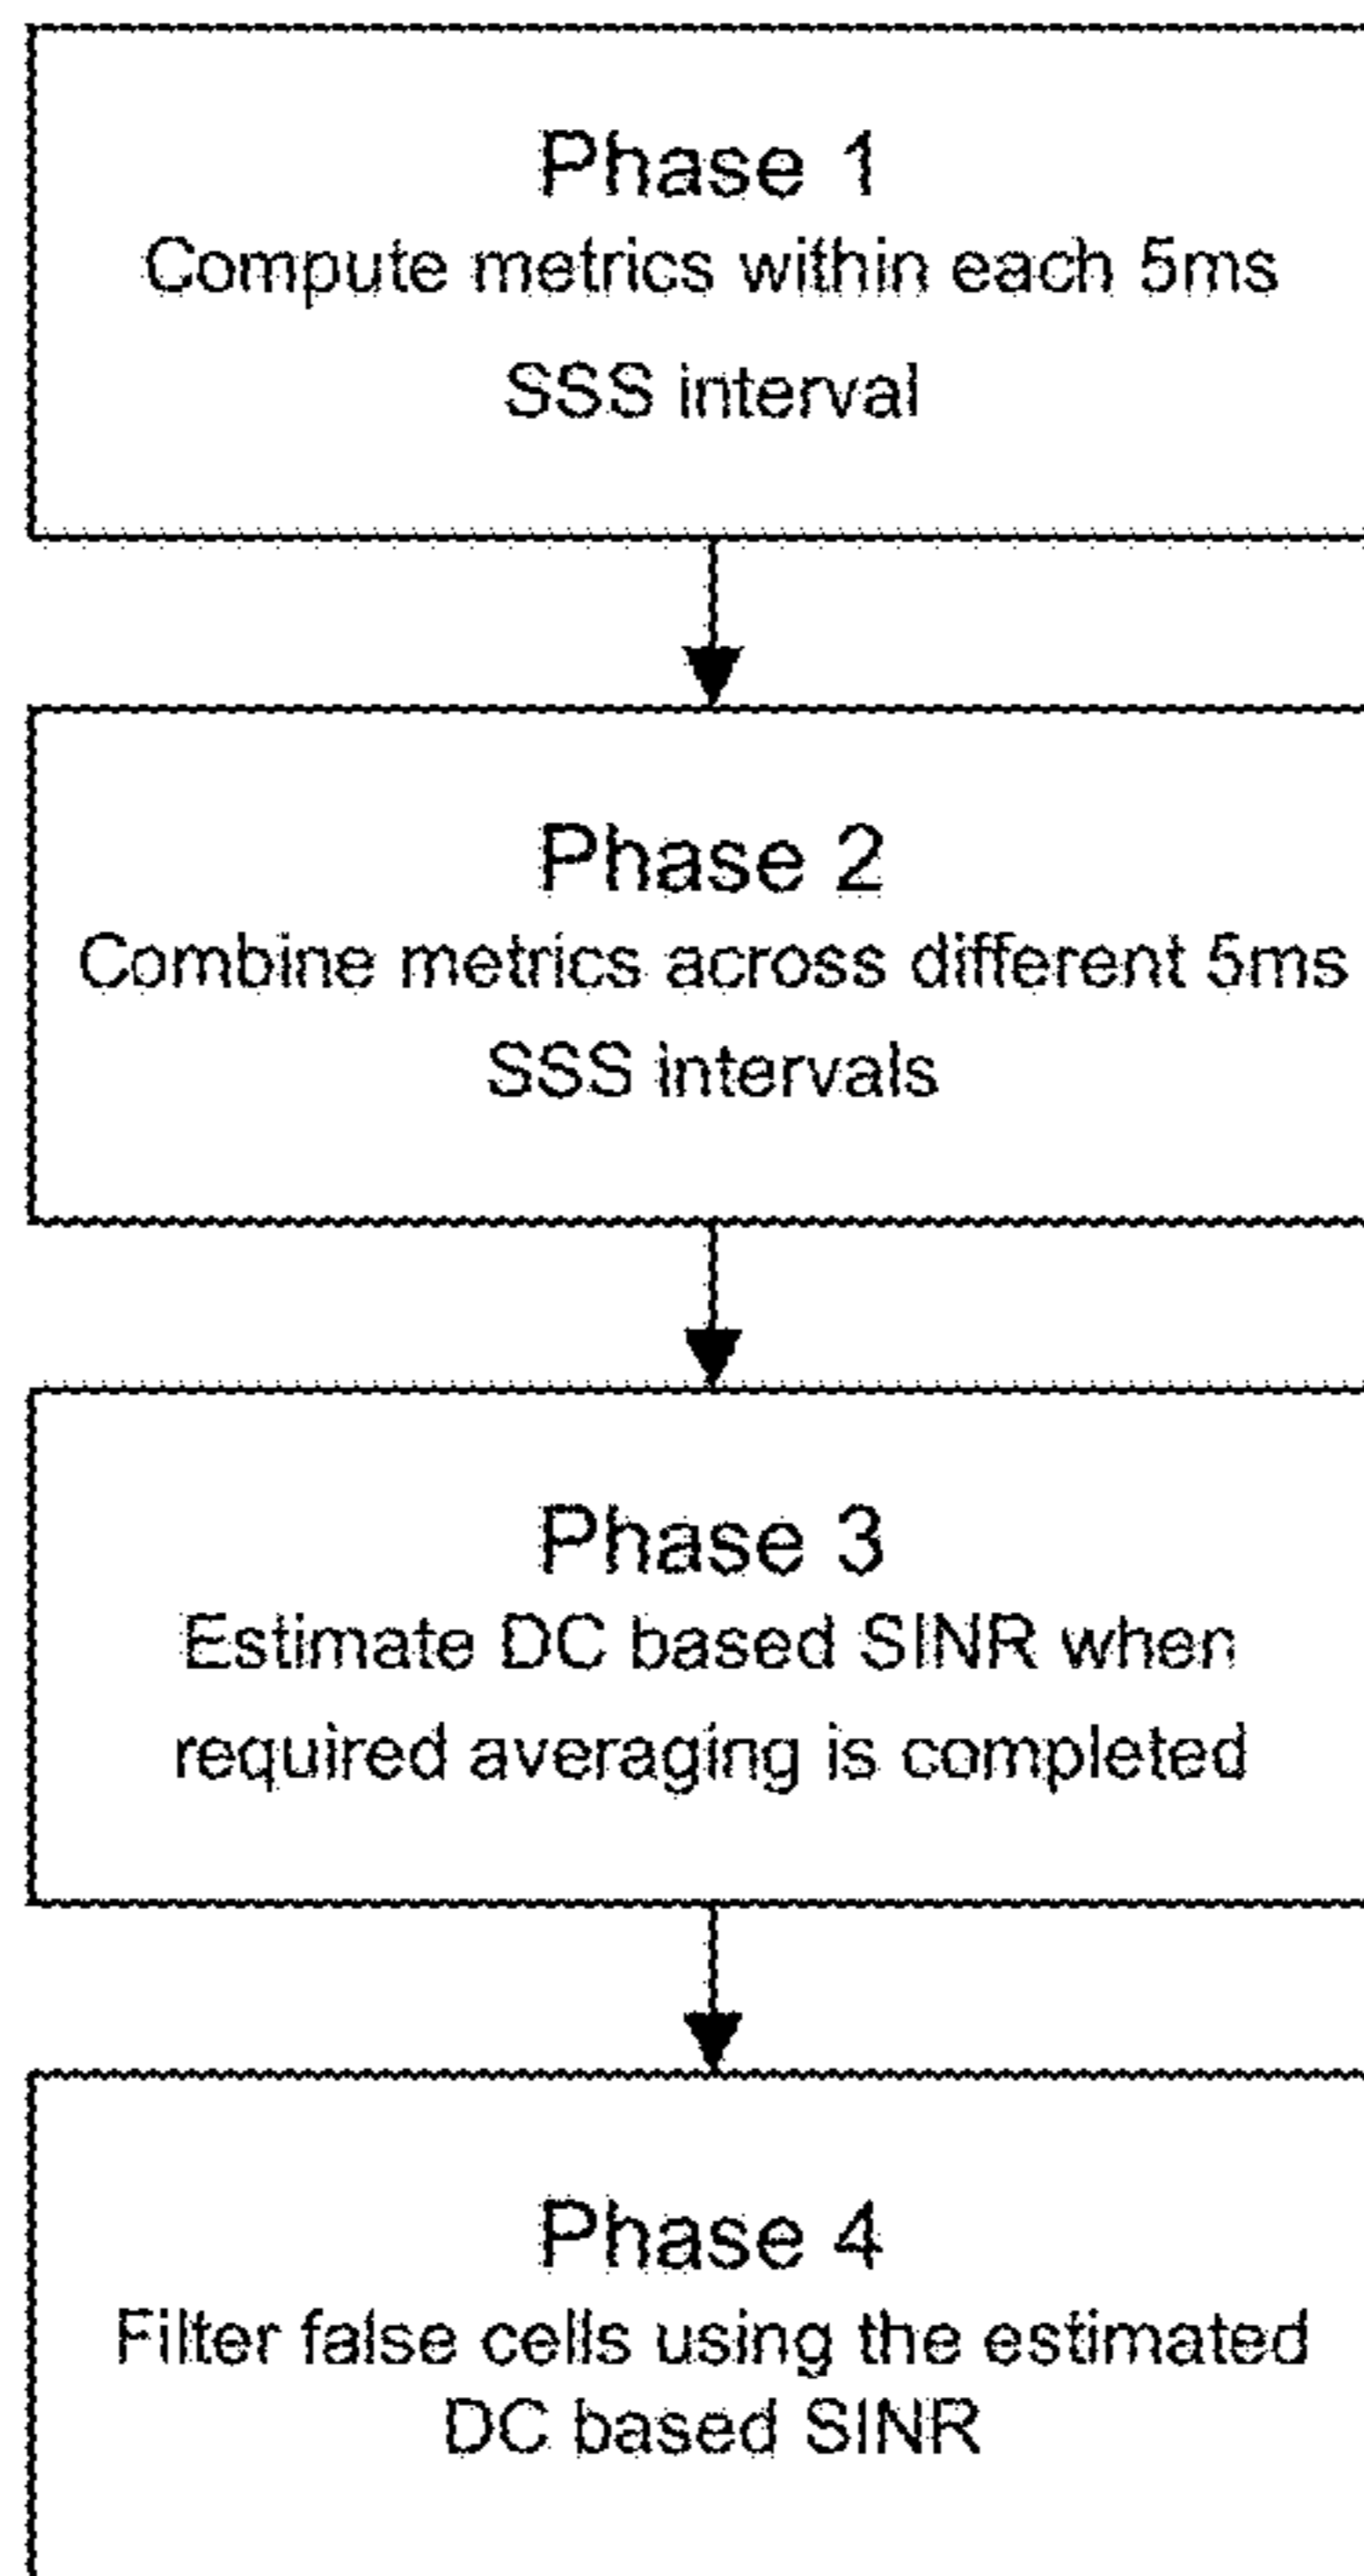 Phase 1
Compute metrics within each 5ms
SSS interval
Phase 2
Combine metrics across different 5ms
SSS intervals
Phase 3
Estimate DC based SINR when
required averaging is completed
Phase 4
Filter false cells using the estimated
DC based SINR